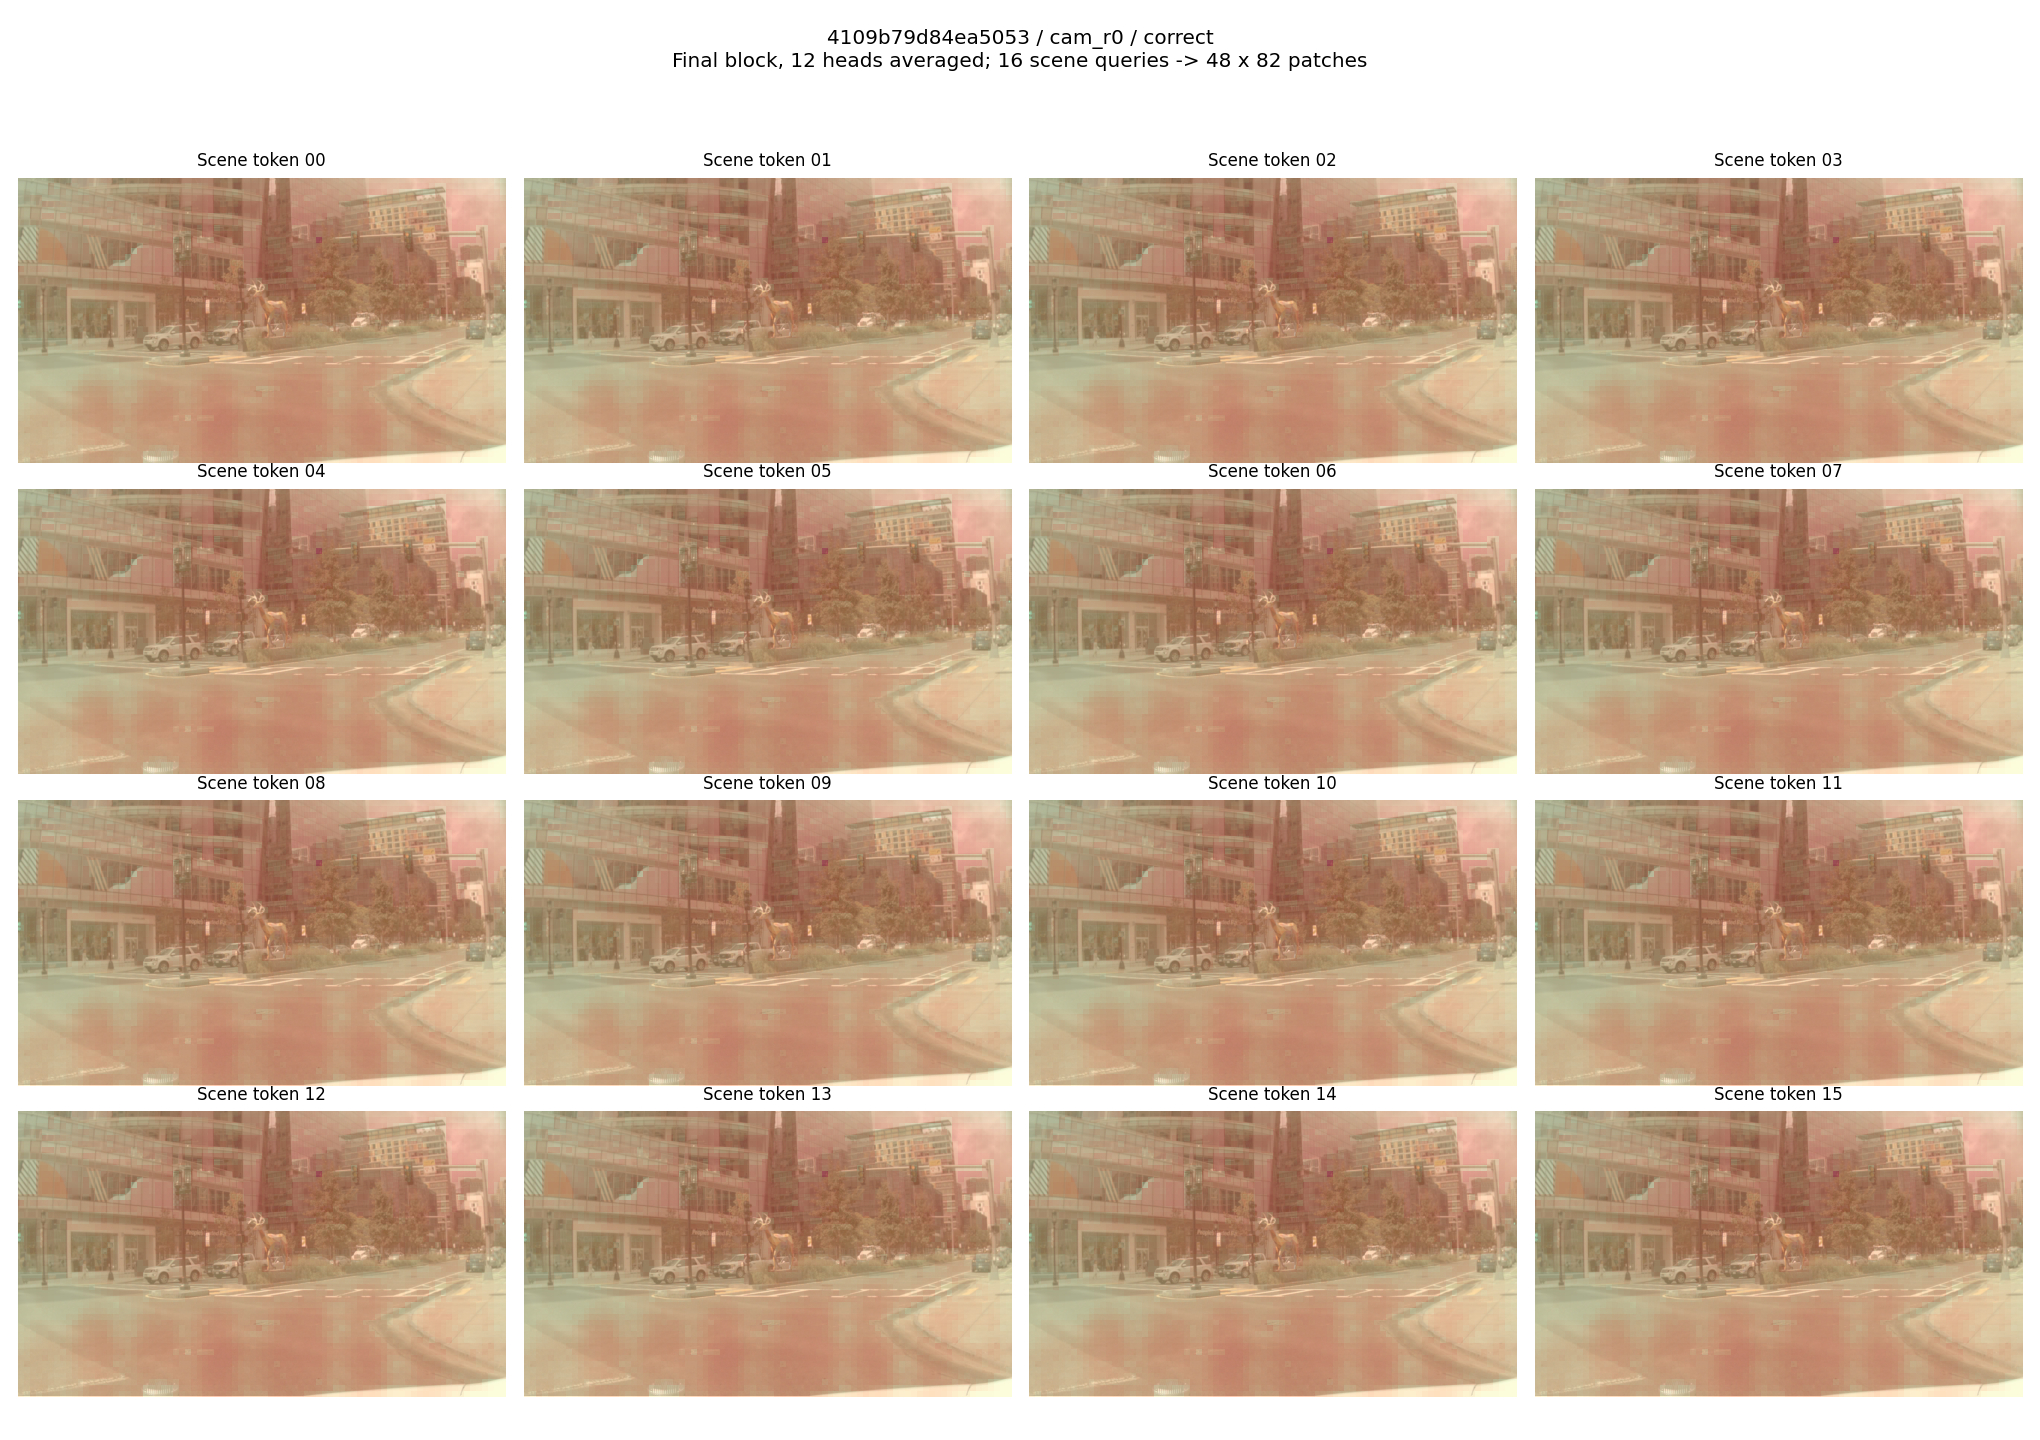 4109b79d84ea5053 / cam_r0 / correct
Final block, 12 heads averaged; 16 scene queries -> 48 x 82 patches
Scene token 00
Scene token 01
Scene token 02
Scene token 03
Scene token 04
Scene token 05
Scene token 06
Scene token 07
Scene token 08
Scene token 09
Scene token 10
Scene token 11
Scene token 12
Scene token 13
Scene token 14
Scene token 15